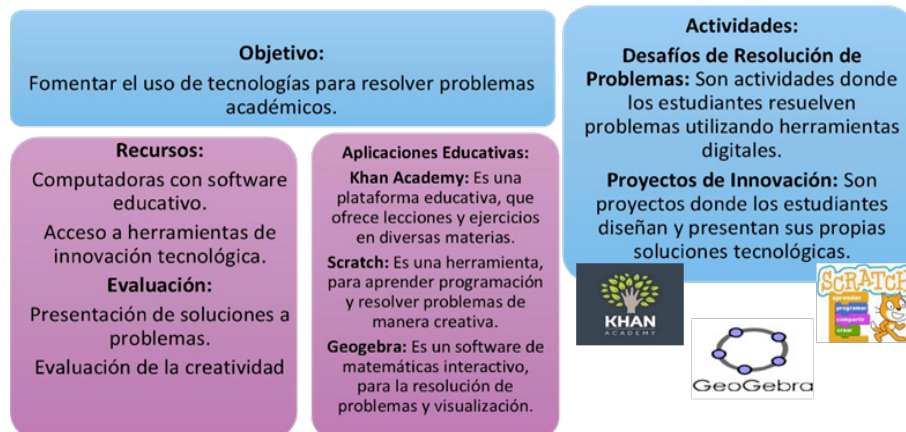 Objetivo:
Fomentar el uso de tecnologías para resolver problemas
académicos.
Recursos:
Computadoras con software
educativo.
Acceso a herramientas de
innovación tecnológica.
Evaluación:
Presentación de soluciones a
problemas.
Evaluación de la creatividad
Aplicaciones Educativas:
Khan Academy: Es una
plataforma educativa, que
ofrece lecciones y ejercicios
en diversas materias.
Scratch: Es una herramienta,
para aprender programación
y resolver problemas de
manera creativa.
Geogebra: Es un software de
matemáticas interactivo,
para la resolución de
problemas y visualización.
Actividades:
Desafíos de Resolución de
Problemas: Son actividades donde
los estudiantes resuelven
problemas utilizando herramientas
digitales.
Proyectos de Innovación: Son
proyectos donde los estudiantes
diseñan y presentan sus propias
soluciones tecnológicas.
KHAN
ACADEMY
GeoGebra
SCRATCH
aprender
programar
compartir
crear